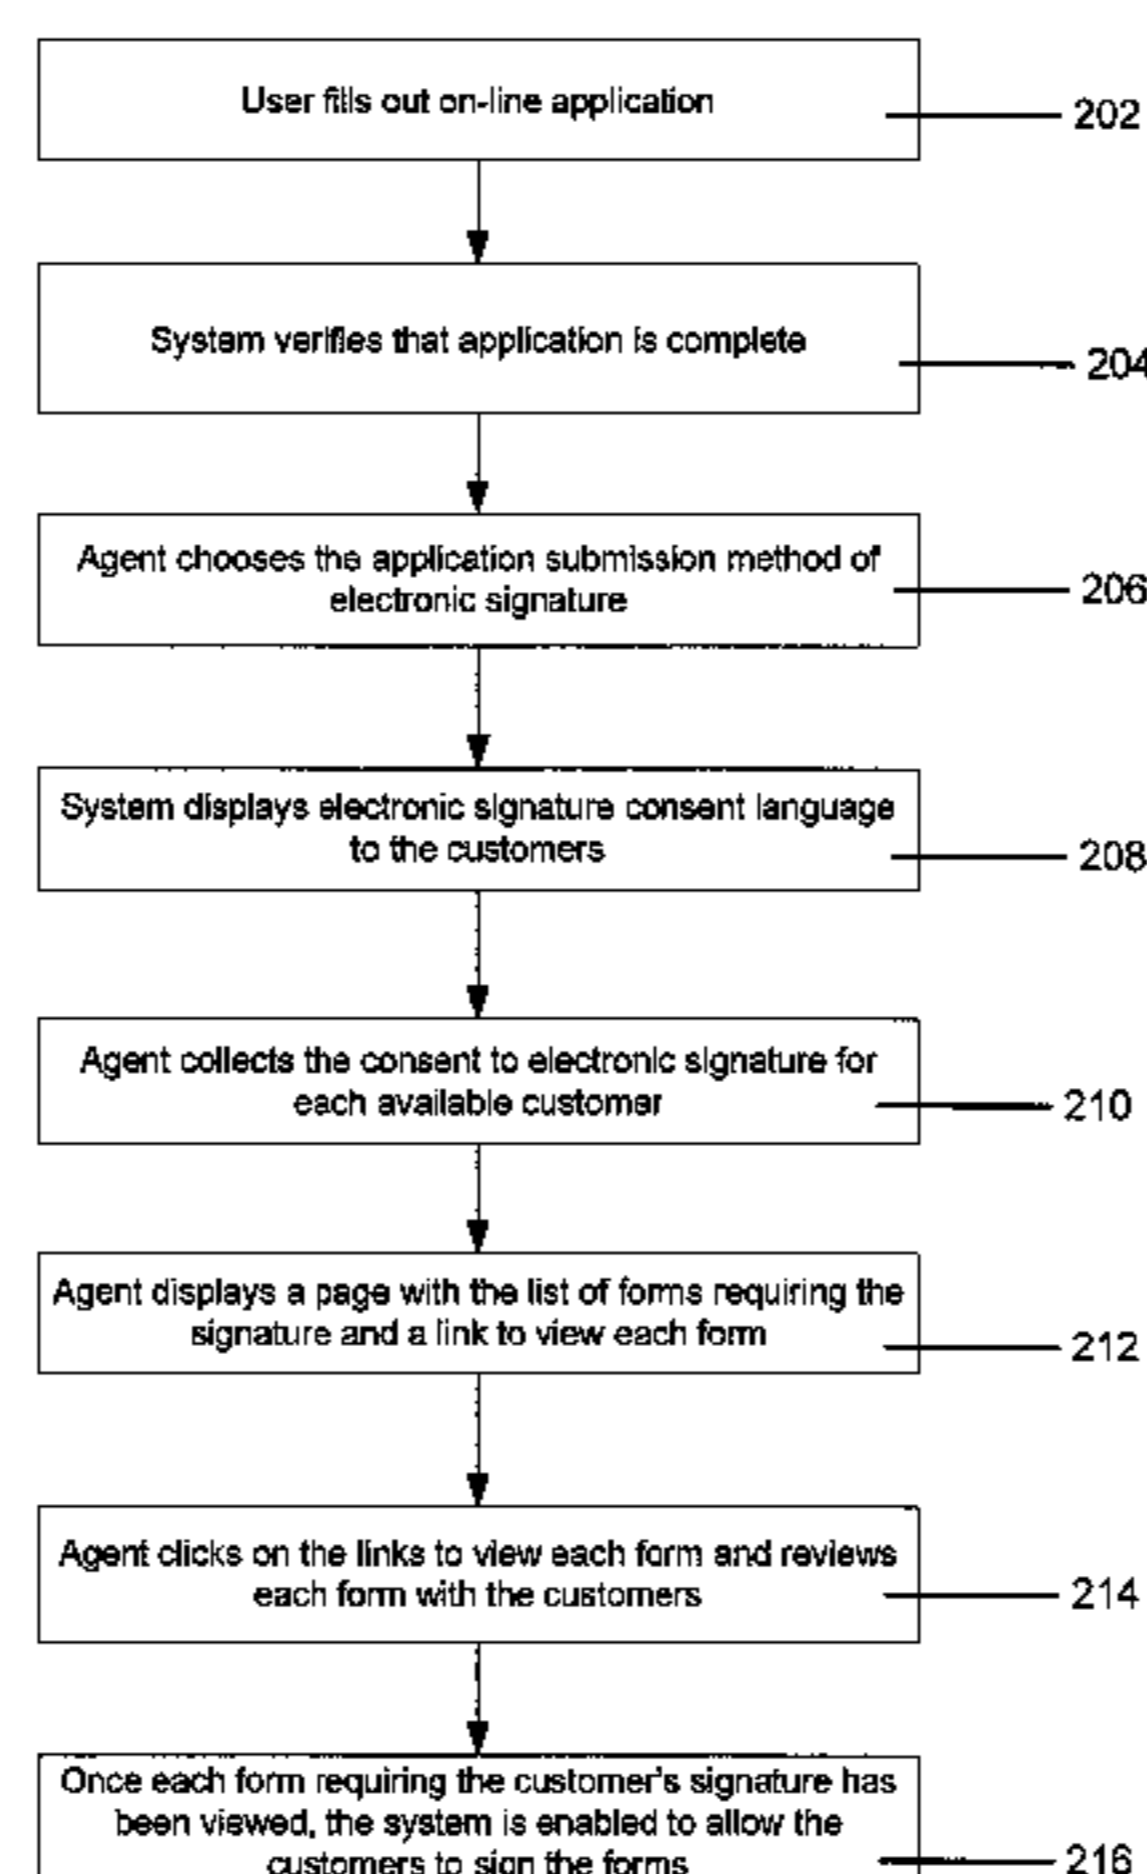 User fills out on-line application
202
System verifies that application is complete
204
Agent chooses the application submission method of
electronic signature
206
System displays electronic signature consent language
to the customers
208
Agent collects the consent to electronic signature for
each available customer
210
Agent displays a page with the list of forms requiring the
signature and a link to view each form
212
Agent clicks on the links to view each form and reviews
each form with the customers
214
Once each form requiring the customer's signature has
been viewed, the system is enabled to allow the
customers to sign the forms
216